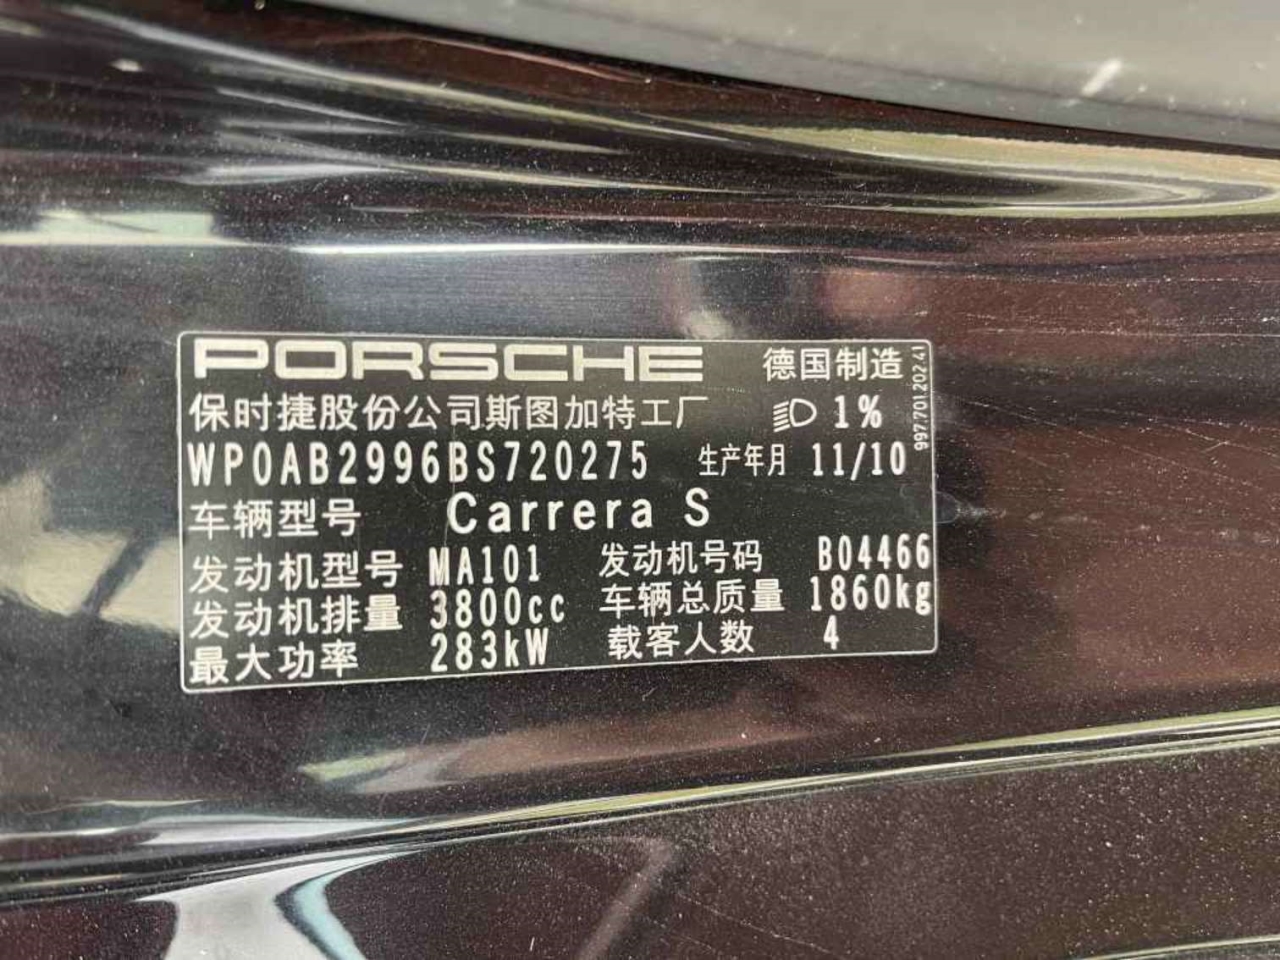 PORSCHE 德国制造
保时捷股份公司斯图加特工厂 1%
WP0AB2996BS720275 生产年月 11/10
车辆型号 Carrera S
发动机型号 MA101 发动机号码 B04466
发动机排量 3800cc 车辆总质量 1860kg
最大功率 283kW 载客人数 4
997.701.202.41